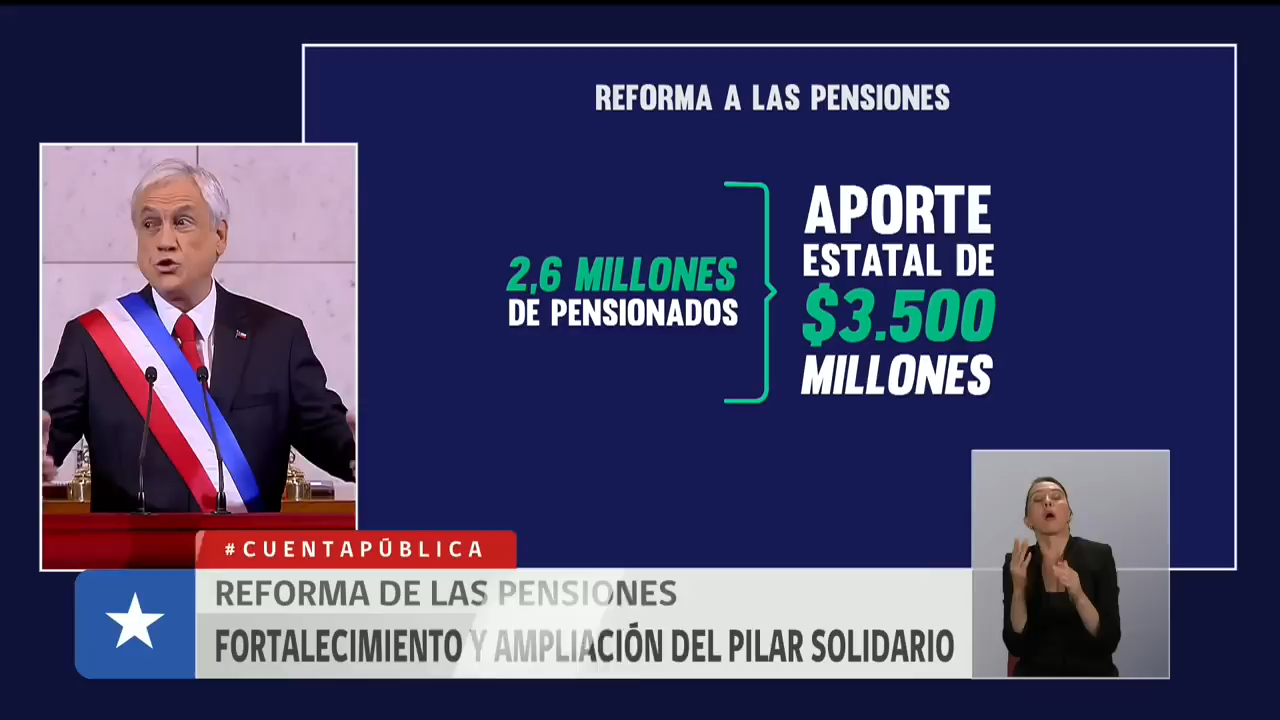 REFORMA A LAS PENSIONES
2,6 MILLONES
DE PENSIONADOS
APORTE
ESTATAL DE
$3.500
MILLONES
#CUENTAPÚBLICA
REFORMA DE LAS PENSIONES
FORTALECIMIENTO Y AMPLIACIÓN DEL PILAR SOLIDARIO